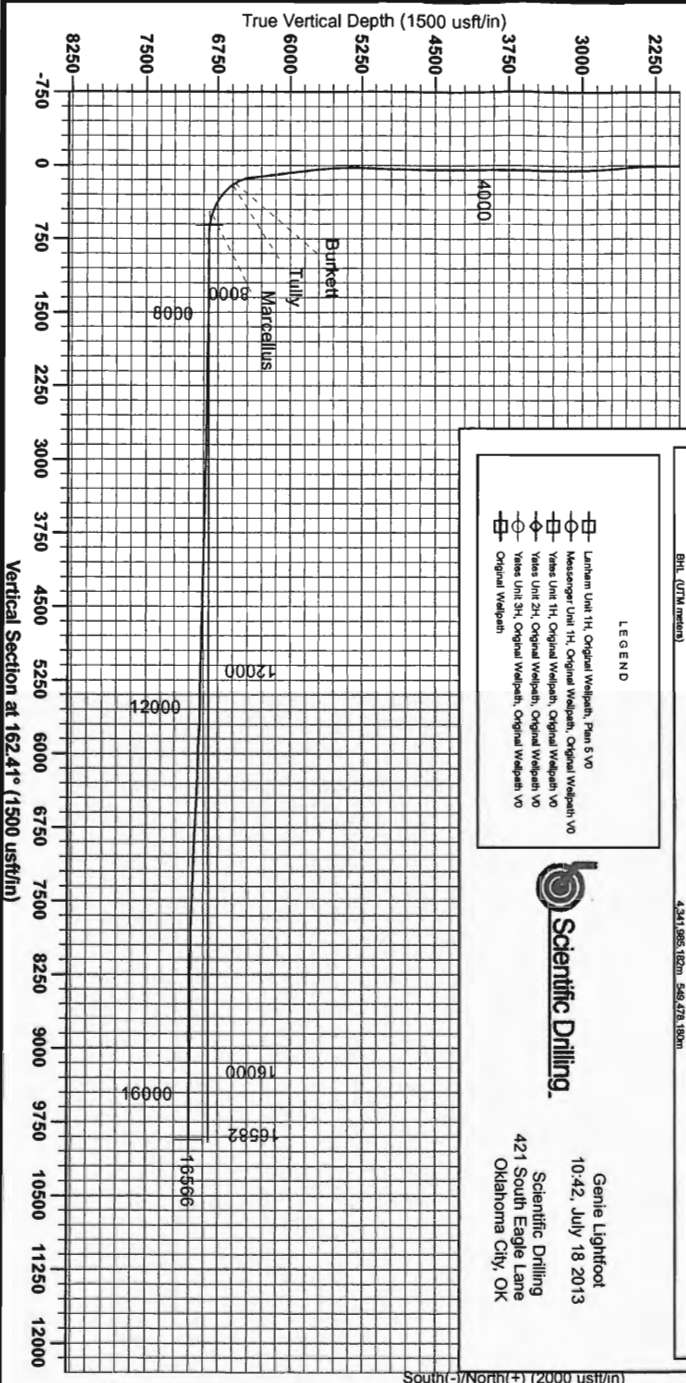 True Vertical Depth (1500 usft/in)
8250
7500
6750
6000
5250
4500
3750
3000
2250
-750
0
750
1500
2250
3000
3750
4500
5250
6000
6750
7500
8250
9000
9750
10500
11250
12000
Vertical Section at 162.41° (1500 usft/in)
4000
Burkett
Tully
Marcellus
8000
8000
12000
12000
16000
16000
16582
16566
BHL (UTM meters)
4,341,985.182m 549,478.180m
LEGEND
Lanham Unit 1H, Original Wellpath, Plan 5 V0
Messenger Unit 1H, Original Wellpath, Original Wellpath V0
Yates Unit 1H, Original Wellpath, Original Wellpath V0
Yates Unit 2H, Original Wellpath, Original Wellpath V0
Yates Unit 3H, Original Wellpath, Original Wellpath V0
Original Wellpath
Scientific Drilling
Genie Lightfoot
10:42, July 18 2013
Scientific Drilling
421 South Eagle Lane
Oklahoma City, OK
South(-)/North(+) (2000 usft/in)